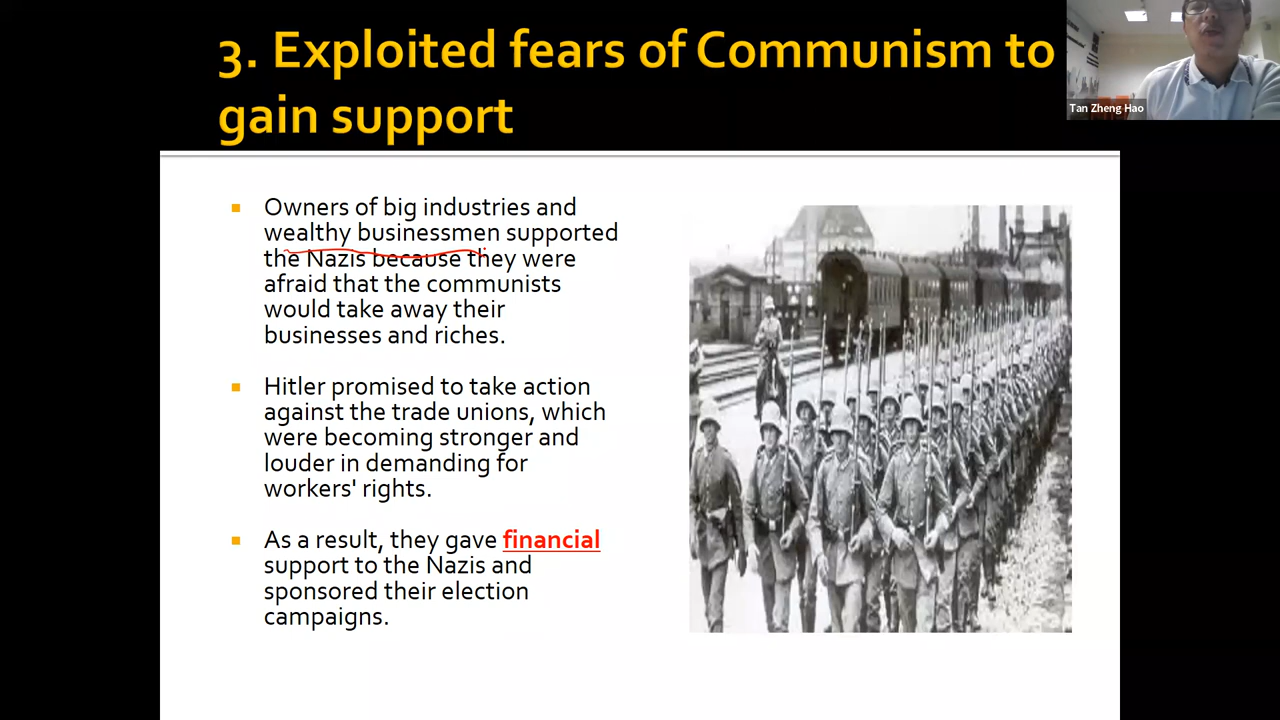 3. Exploited fears of Communism to
gain support
Tan Zheng Hao
Owners of big industries and
wealthy businessmen supported
the Nazis because they were
afraid that the communists
would take away their
businesses and riches.
Hitler promised to take action
against the trade unions, which
were becoming stronger and
louder in demanding for
workers' rights.
As a result, they gave financial
support to the Nazis and
sponsored their election
campaigns.